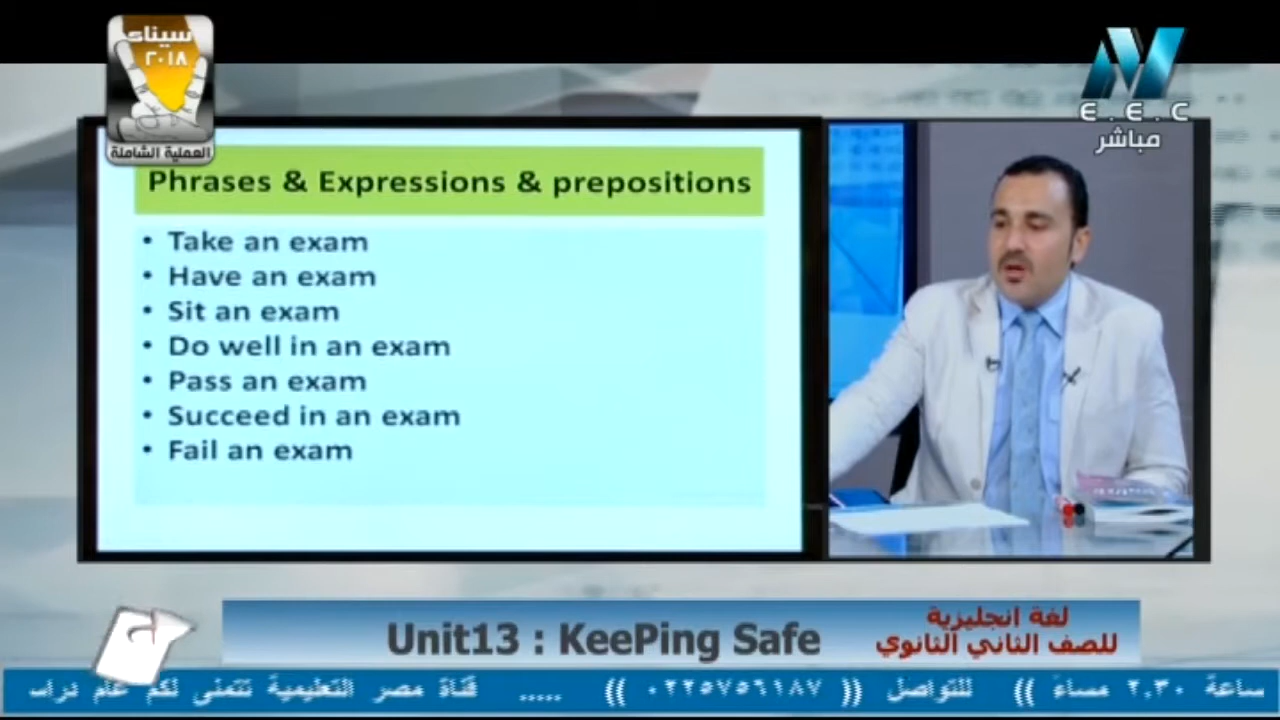 سيناء
٢٠١٨
العملية الشاملة
E.E.C
مباشر
Phrases & Expressions & prepositions
• Take an exam
• Have an exam
• Sit an exam
• Do well in an exam
• Pass an exam
• Succeed in an exam
• Fail an exam
Unit13 : KeePing Safe
لغة انجليزية
للصف الثاني الثانوي
ساعة ٢.٣٠ مساءً (( للتواصل (( ٠٢٢٥٧٥٦١٨٧ )) ..... قناة مصر التعليمية تتمنى لكم عام دراس